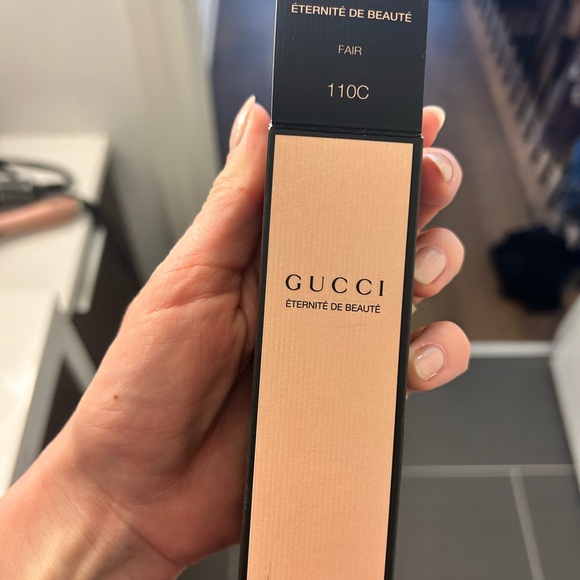 ÉTERNITÉ DE BEAUTÉ
FAIR
110C
GUCCI
ÉTERNITÉ DE BEAUTÉ